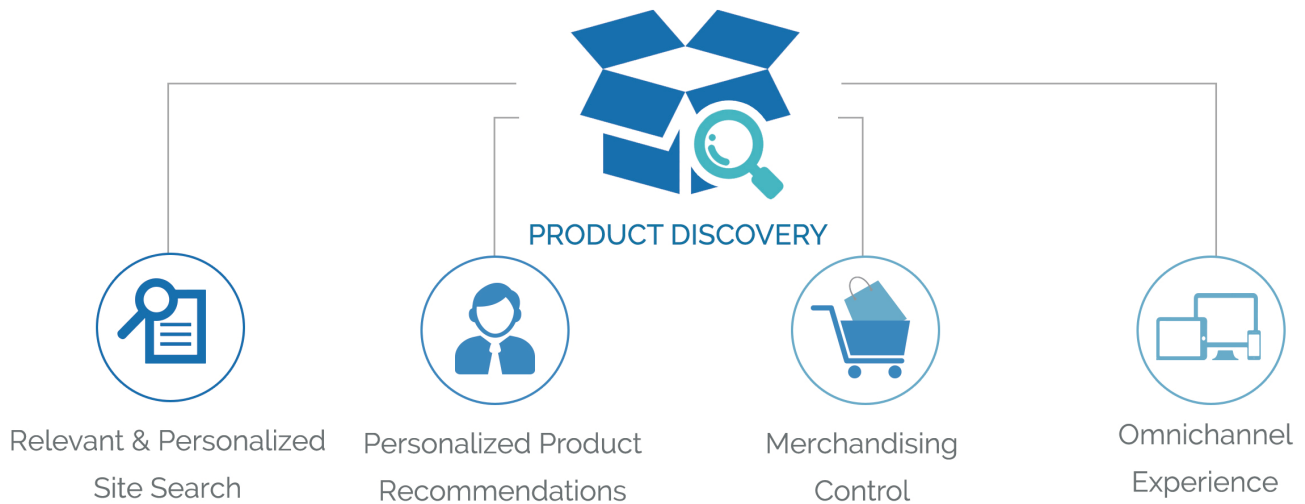 PRODUCT DISCOVERY
Relevant & Personalized
Site Search
Personalized Product
Recommendations
Merchandising
Control
Omnichannel
Experience